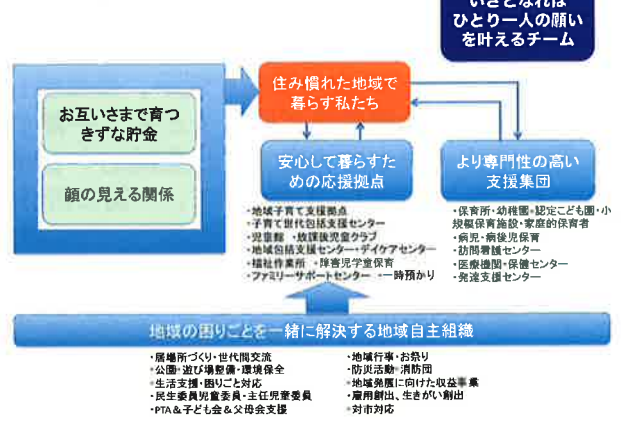 いざとなれば
ひとり一人の願い
を叶えるチーム
住み慣れた地域で
暮らす私たち
お互いさまで育つ
きずな貯金
顔の見える関係
安心して暮らすた
めの応援拠点
より専門性の高い
支援集団
・地域子育て支援拠点
・子育て世代包括支援センター
・児童館 ・放課後児童クラブ
・地域包括支援センター・デイケアセンター
・福祉作業所 ・障害児学童保育
・ファミリーサポートセンター ・一時預かり
・保育所・幼稚園・認定こども園・小
規模保育施設・家庭的保育者
・病児・病後児保育
・訪問看護センター
・医療機関・保健センター
・発達支援センター
地域の困りごとを一緒に解決する地域自主組織
・居場所づくり・世代間交流
・公園・遊び場整備・環境保全
・生活支援・困りごと対応
・民生委員児童委員・主任児童委員
・PTA＆子ども会＆父母会支援
・地域行事・お祭り
・防災活動・消防団
・地域発展に向けた収益事業
・雇用創出、生きがい創出
・対市対応